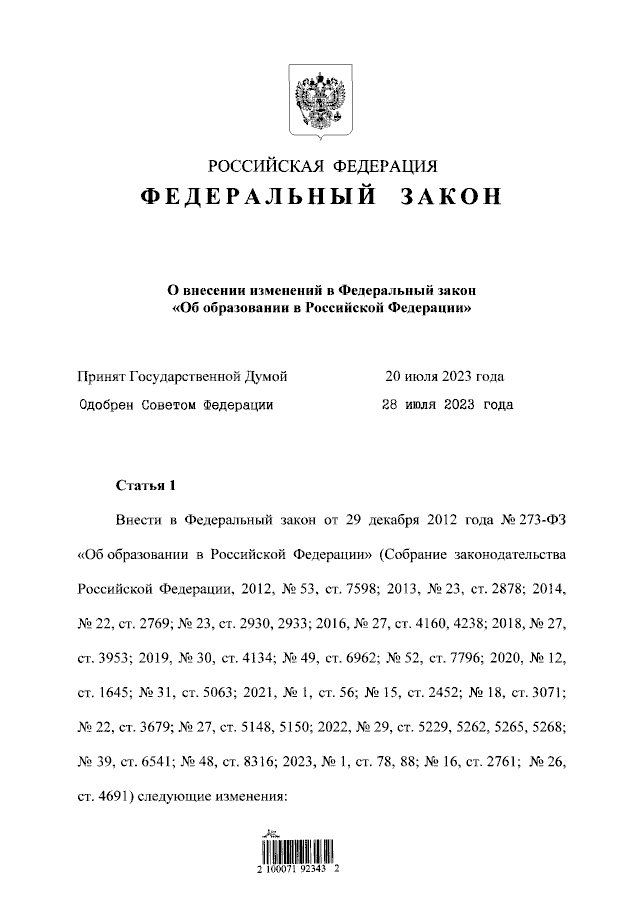 РОССИЙСКАЯ ФЕДЕРАЦИЯ
ФЕДЕРАЛЬНЫЙ ЗАКОН
О внесении изменений в Федеральный закон
«Об образовании в Российской Федерации»
Принят Государственной Думой 20 июля 2023 года
Одобрен Советом Федерации 28 июля 2023 года
Статья 1
Внести в Федеральный закон от 29 декабря 2012 года № 273-ФЗ
«Об образовании в Российской Федерации» (Собрание законодательства
Российской Федерации, 2012, № 53, ст. 7598; 2013, № 23, ст. 2878; 2014,
№ 22, ст. 2769; № 23, ст. 2930, 2933; 2016, № 27, ст. 4160, 4238; 2018, № 27,
ст. 3953; 2019, № 30, ст. 4134; № 49, ст. 6962; № 52, ст. 7796; 2020, № 12,
ст. 1645; № 31, ст. 5063; 2021, № 1, ст. 56; № 15, ст. 2452; № 18, ст. 3071;
№ 22, ст. 3679; № 27, ст. 5148, 5150; 2022, № 29, ст. 5229, 5262, 5265, 5268;
№ 39, ст. 6541; № 48, ст. 8316; 2023, № 1, ст. 78, 88; № 16, ст. 2761; № 26,
ст. 4691) следующие изменения:
2 100071 92343 2